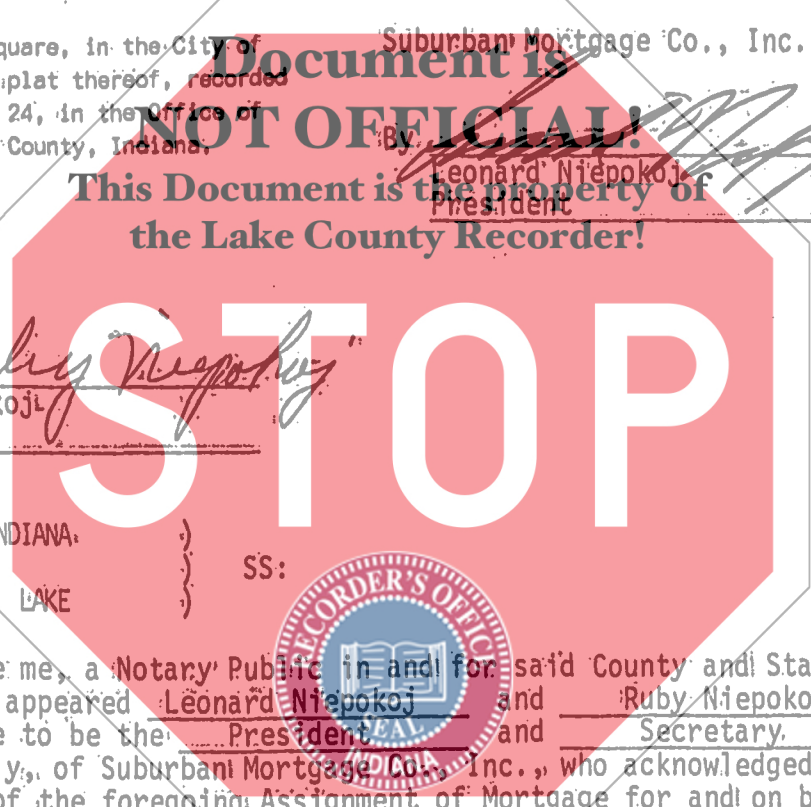 quare, in the City of
plat thereof, recorded
24, in the Office of
County, Indiana,
Suburban Mortgage Co., Inc.
By
Leonard Niepokoj
President
Document is
NOT OFFICIAL!
This Document is the property of
the Lake County Recorder!
STOP
Niepokoj
koj
NDIANA )
)
SS:
LAKE )
RECORDER'S OFFICE
SEAL
INDIANA
e me, a Notary Public in and for said County and Sta
appeared Leonard Niepokoj and Ruby Niepoko
e to be the President and Secretary
y, of Suburban Mortgage Co., Inc., who acknowledged
of the foregoing Assignment of Mortgage for and on